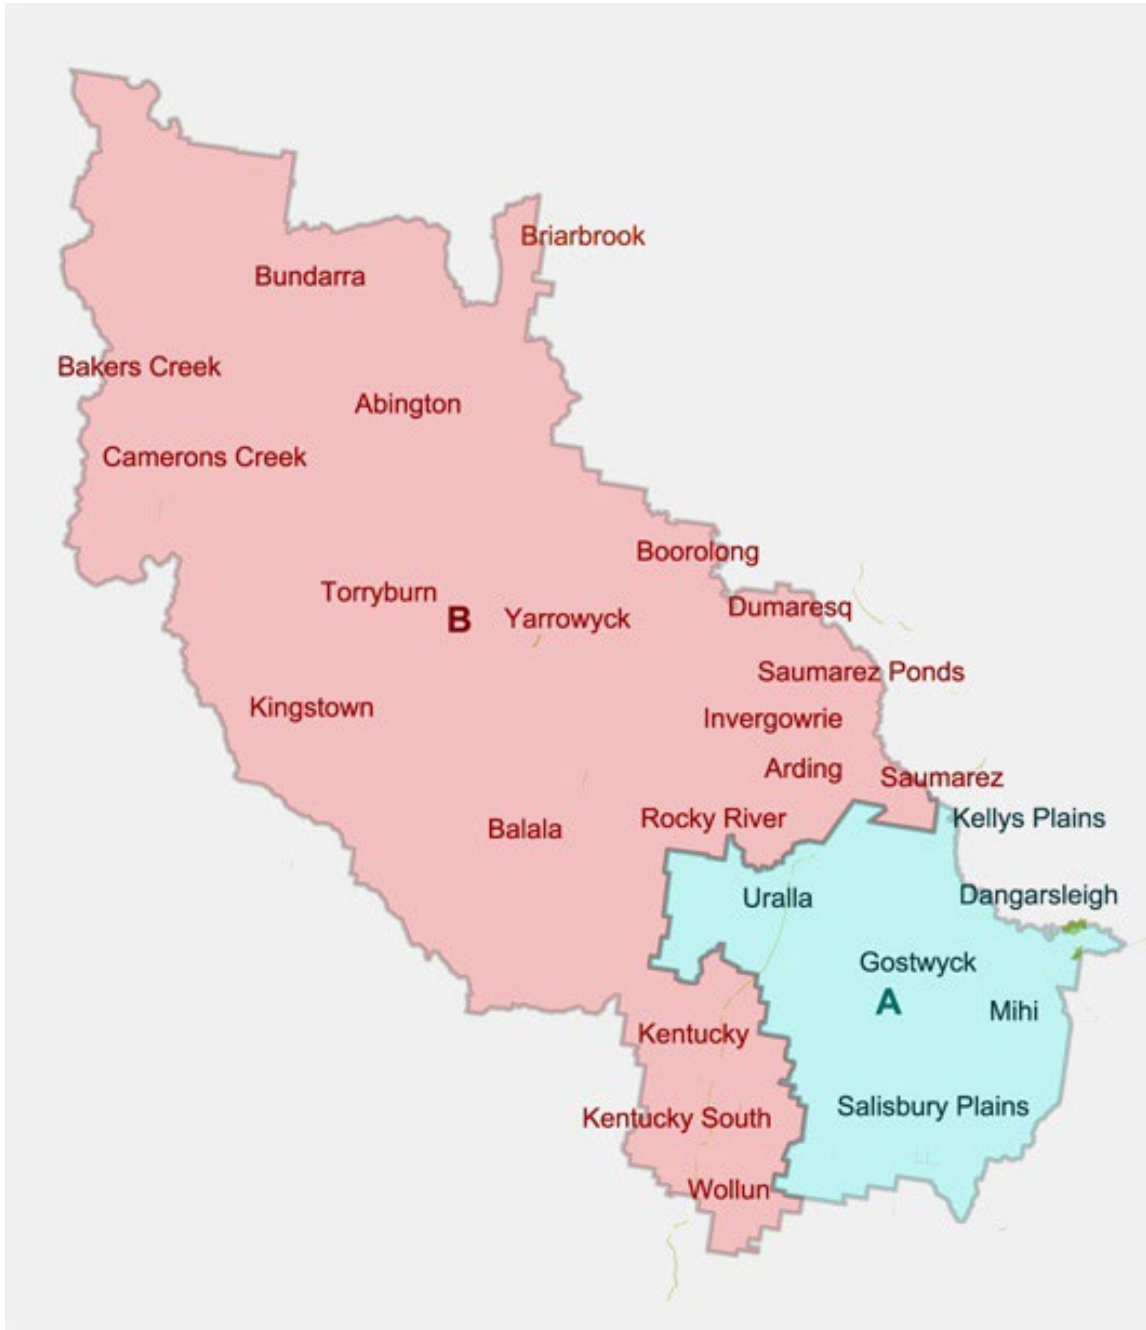 Briarbrook
Bundarra
Bakers Creek
Abington
Camerons Creek
Boorolong
Torryburn
Dumaresq
B
Yarrowyck
Saumarez Ponds
Kingstown
Invergowrie
Arding
Saumarez
Rocky River
Kellys Plains
Balala
Uralla
Dangarsleigh
Gostwyck
A
Mihi
Kentucky
Salisbury Plains
Kentucky South
Wollun